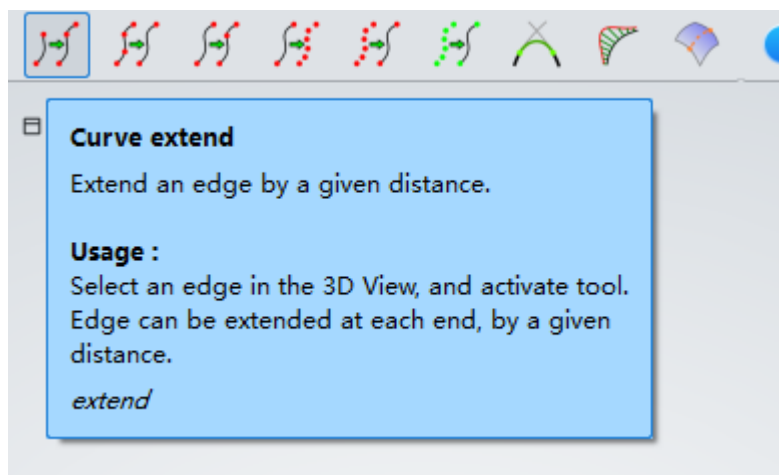 Curve extend
Extend an edge by a given distance.
Usage :
Select an edge in the 3D View, and activate tool.
Edge can be extended at each end, by a given
distance.
extend